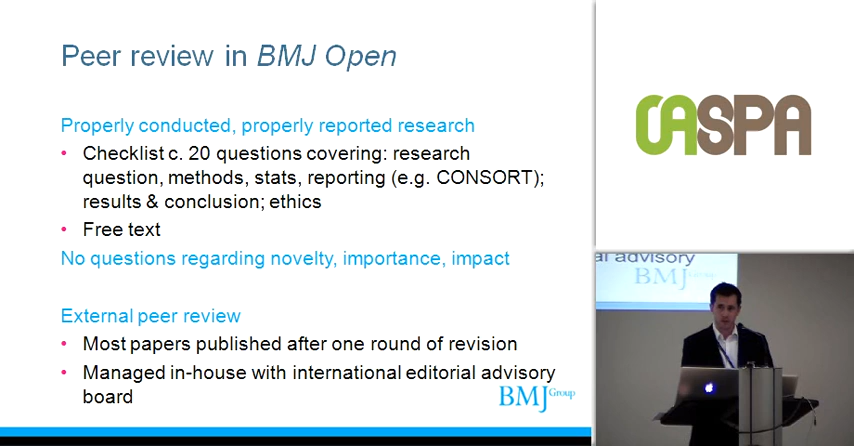 Peer review in BMJ Open
Properly conducted, properly reported research
• Checklist c. 20 questions covering: research
question, methods, stats, reporting (e.g. CONSORT);
results & conclusion; ethics
• Free text
No questions regarding novelty, importance, impact
External peer review
• Most papers published after one round of revision
• Managed in-house with international editorial advisory
board
BMJ Group
OASPA
al advisory
BMJ Group